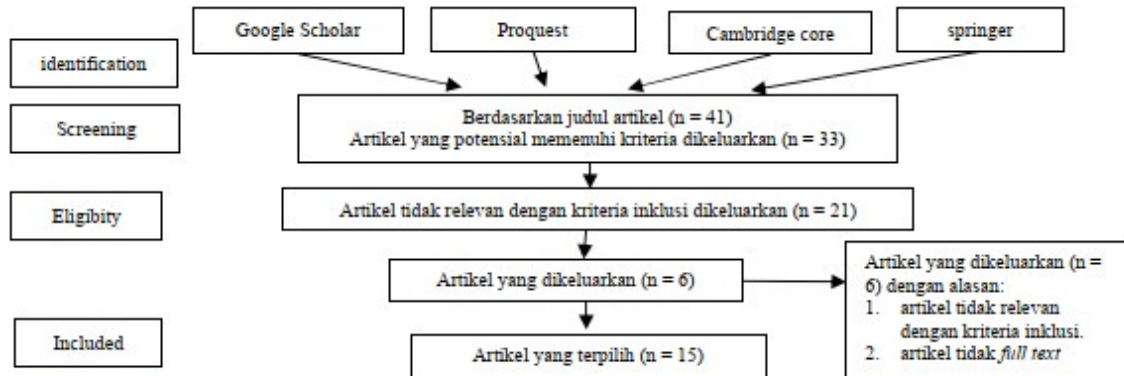 Google Scholar
Proquest
Cambridge core
springer
identification
Screening
Berdasarkan judul artikel (n = 41)
Artikel yang potensial memenuhi kriteria dikeluarkan (n = 33)
Eligibity
Artikel tidak relevan dengan kriteria inklusi dikeluarkan (n = 21)
Artikel yang dikeluarkan (n = 6)
Artikel yang dikeluarkan (n =
6) dengan alasan:
1. artikel tidak relevan
dengan kriteria inklusi.
2. artikel tidak full text
Included
Artikel yang terpilih (n = 15)